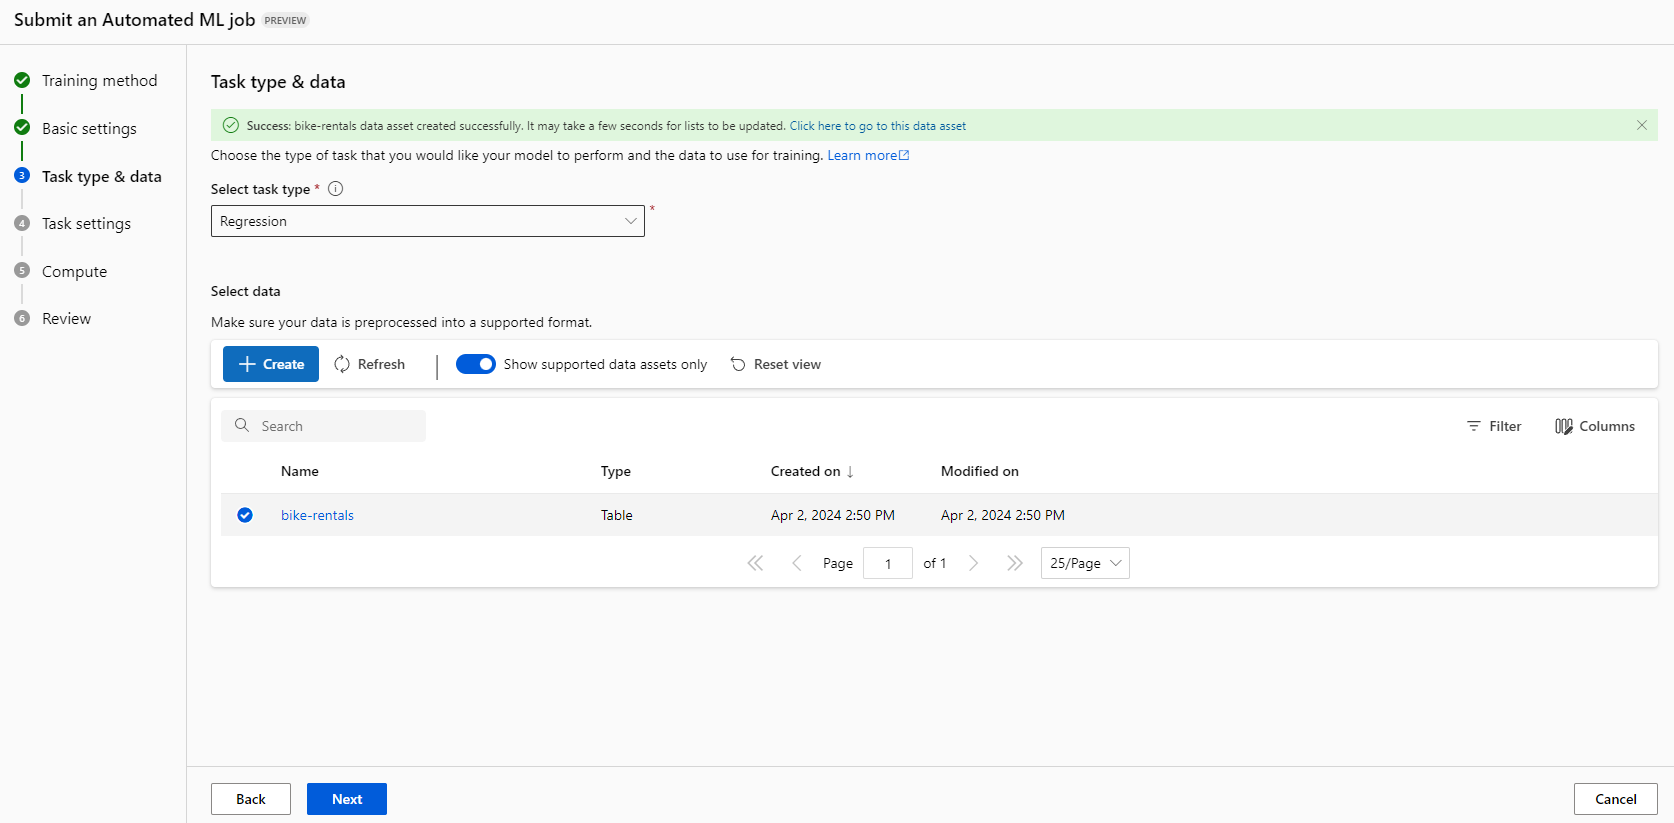 Submit an Automated ML job PREVIEW
Training method
Basic settings
3 Task type & data
4 Task settings
5 Compute
6 Review
Task type & data
Success: bike-rentals data asset created successfully. It may take a few seconds for lists to be updated. Click here to go to this data asset
Choose the type of task that you would like your model to perform and the data to use for training. Learn more
Select task type *
Regression *
Select data
Make sure your data is preprocessed into a supported format.
Create Refresh Show supported data assets only Reset view
Search Filter Columns
Name Type Created on ↓ Modified on
bike-rentals Table Apr 2, 2024 2:50 PM Apr 2, 2024 2:50 PM
Page 1 of 1 25/Page
Back Next Cancel